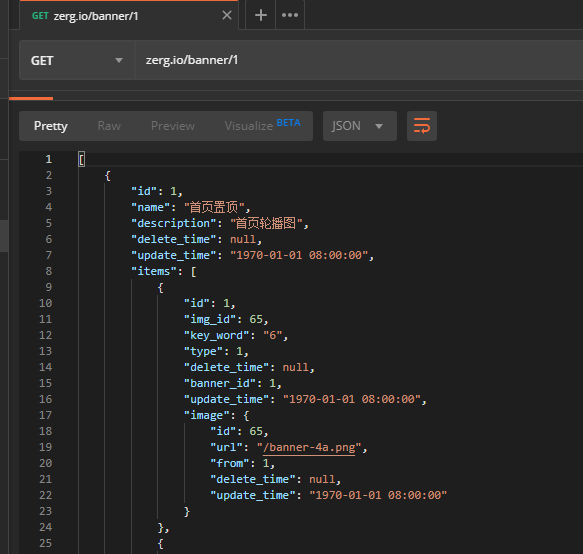 GET zerg.io/banner/1
GET zerg.io/banner/1
Pretty Raw Preview Visualize BETA JSON
1 [
2 {
3 "id": 1,
4 "name": "首页置顶",
5 "description": "首页轮播图",
6 "delete_time": null,
7 "update_time": "1970-01-01 08:00:00",
8 "items": [
9 {
10 "id": 1,
11 "img_id": 65,
12 "key_word": "6",
13 "type": 1,
14 "delete_time": null,
15 "banner_id": 1,
16 "update_time": "1970-01-01 08:00:00",
17 "image": {
18 "id": 65,
19 "url": "/banner-4a.png",
20 "from": 1,
21 "delete_time": null,
22 "update_time": "1970-01-01 08:00:00"
23 }
24 },
25 {